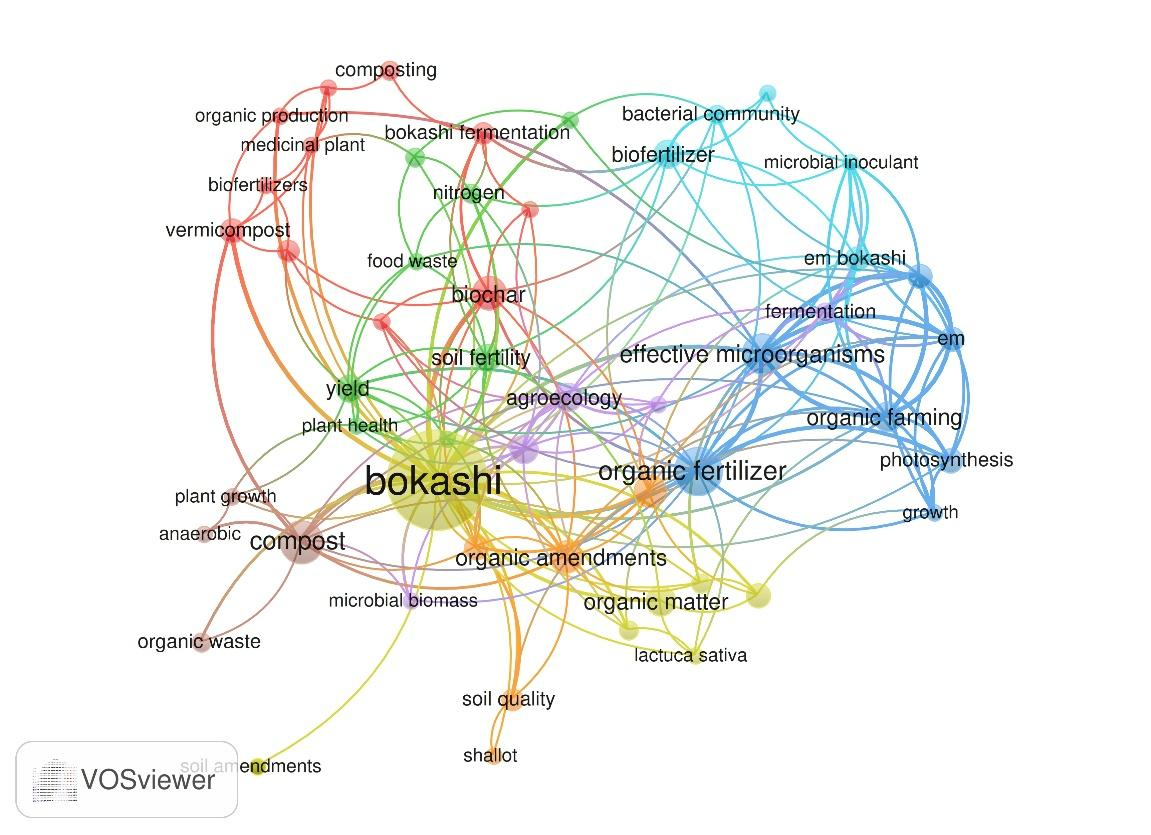 composting
organic production
bacterial community
bokashi fermentation
medicinal plant
biofertilizer
microbial inoculant
biofertilizers
nitrogen
vermicompost
em bokashi
food waste
biochar
fermentation
em
effective microorganisms
soil fertility
yield
agroecology
organic farming
plant health
photosynthesis
organic fertilizer
bokashi
plant growth
growth
anaerobic
compost
organic amendments
microbial biomass
organic matter
organic waste
lactuca sativa
soil quality
shallot
soil amendments
VOSviewer